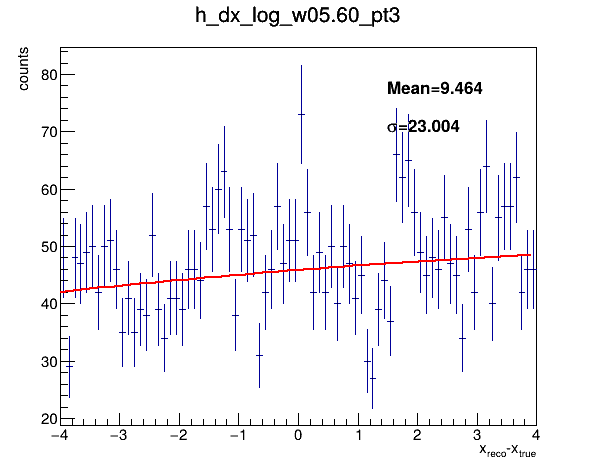 h_dx_log_w05.60_pt3
counts
80
70
60
50
40
30
20
Mean=9.464
σ=23.004
−4 −3 −2 −1 0 1 2 3 4
x_reco-x_true